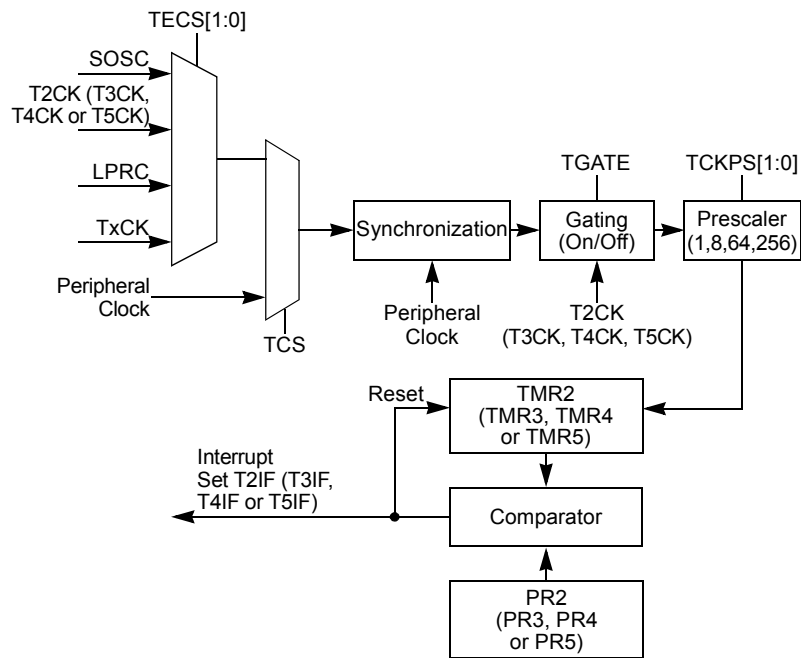 TECS[1:0]
SOSC
T2CK (T3CK,
T4CK or T5CK)
LPRC
TxCK
Peripheral
Clock
TCS
Synchronization
Peripheral
Clock
TGATE
Gating
(On/Off)
T2CK
(T3CK, T4CK, T5CK)
TCKPS[1:0]
Prescaler
(1,8,64,256)
Reset
TMR2
(TMR3, TMR4
or TMR5)
Interrupt
Set T2IF (T3IF,
T4IF or T5IF)
Comparator
PR2
(PR3, PR4
or PR5)